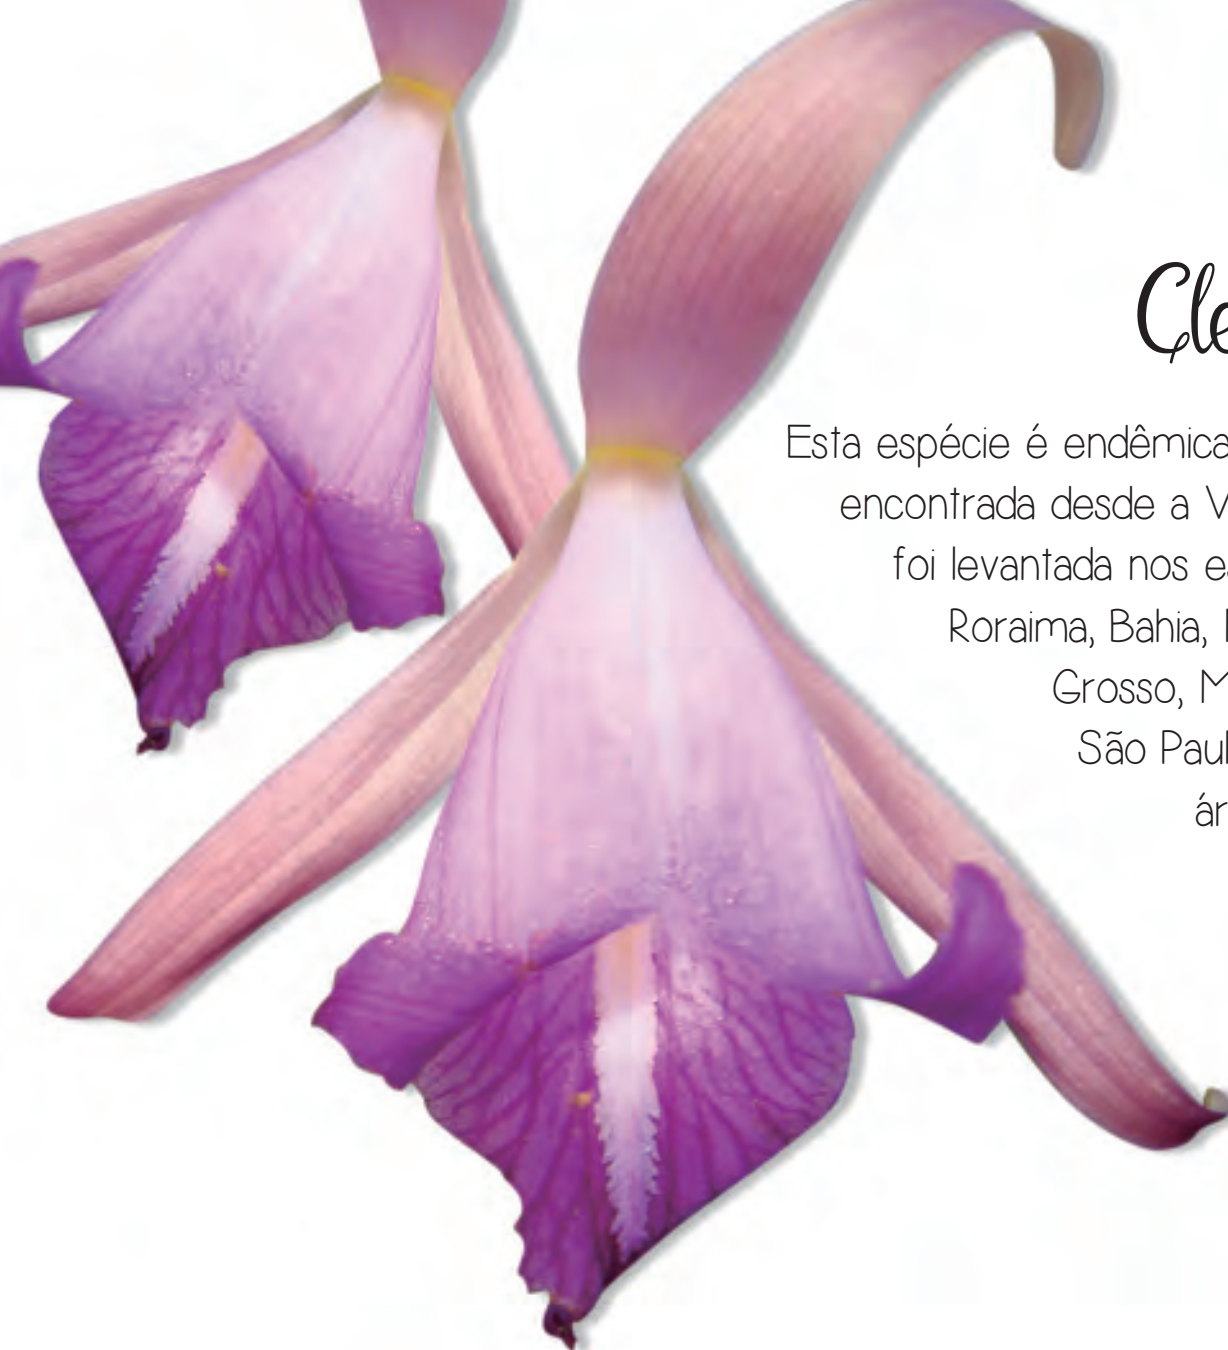 Cle
Esta espécie é endêmica
encontrada desde a V
foi levantada nos e
Roraima, Bahia,
Grosso, M
São Paul
ár